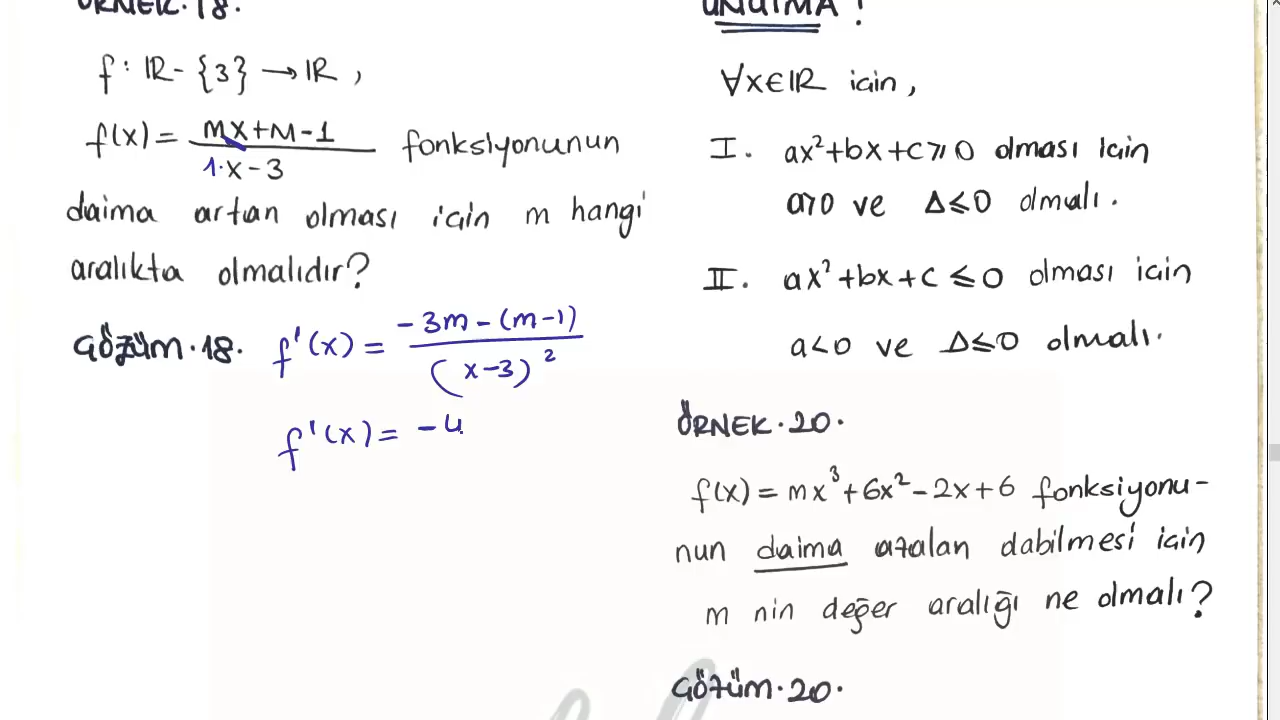 ÖRNEK.18.
f: IR-{3} → IR ,
f(x) = mx+m-1 / 1.x-3 fonksiyonunun
daima artan olması için m hangi
aralıkta olmalıdır?
ÇÖZÜM.18. f'(x) = -3m-(m-1) / (x-3)²
f'(x) = -4
UNUTMA!
∀x∈IR için,
I. ax²+bx+c⩾0 olması için
a>0 ve Δ≤0 olmalı.
II. ax²+bx+c ≤0 olması için
a<0 ve Δ≤0 olmalı.
ÖRNEK.20.
f(x) = mx³+6x²-2x+6 fonksiyonu-
nun daima azalan dabilmesi için
m nin değer aralığı ne olmalı?
ÇÖZÜM.20.